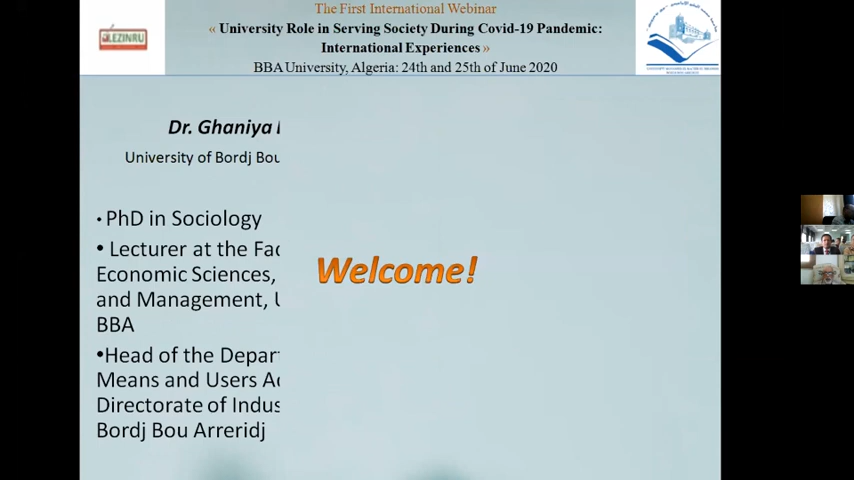 The First International Webinar
« University Role in Serving Society During Covid-19 Pandemic:
International Experiences »
BBA University, Algeria: 24th and 25th of June 2020
Dr. Ghaniya
University of Bordj Bou
• PhD in Sociology
• Lecturer at the Fac
Economic Sciences,
and Management, U
BBA
•Head of the Depar
Means and Users Ac
Directorate of Indus
Bordj Bou Arreridj
Welcome!